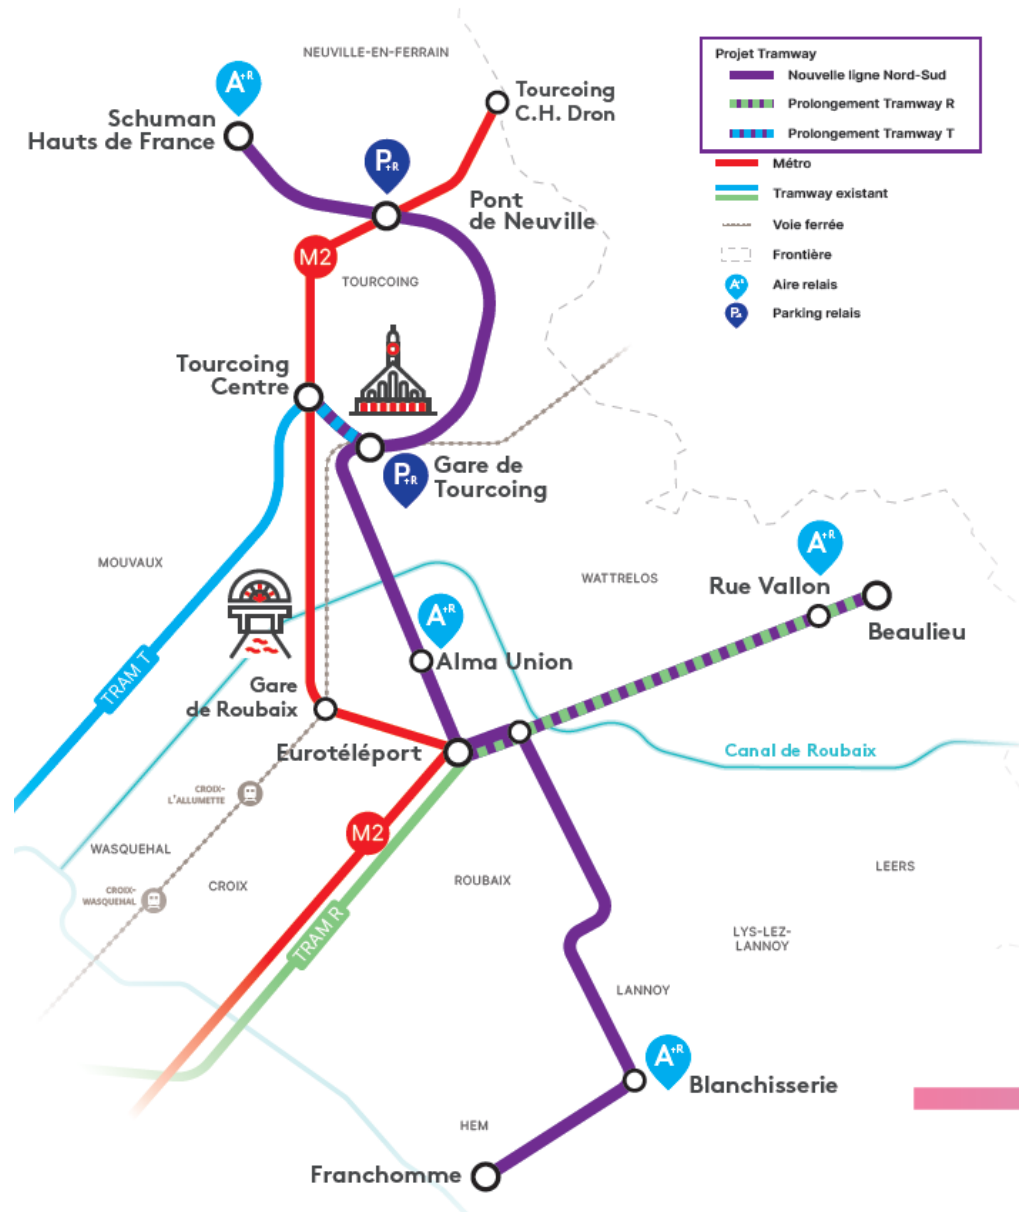 NEUVILLE-EN-FERRAIN
Projet Tramway
Nouvelle ligne Nord-Sud
Prolongement Tramway R
Prolongement Tramway T
Métro
Tramway existant
Voie ferrée
Frontière
A+R
Aire relais
P+R
Parking relais
A+R
Schuman
Hauts de France
Tourcoing
C.H. Dron
P+R
Pont
de Neuville
M2
TOURCOING
Tourcoing
Centre
P+R
Gare de
Tourcoing
MOUVAUX
WATTRELOS
A+R
Rue Vallon
Beaulieu
A+R
Alma Union
TRAM T
Gare
de Roubaix
Eurotéléport
Canal de Roubaix
CROIX-
L'ALLUMETTE
M2
WASQUEHAL
CROIX
CROIX-
WASQUEHAL
ROUBAIX
LEERS
TRAM R
LYS-LEZ-
LANNOY
LANNOY
A+R
Blanchisserie
HEM
Franchomme